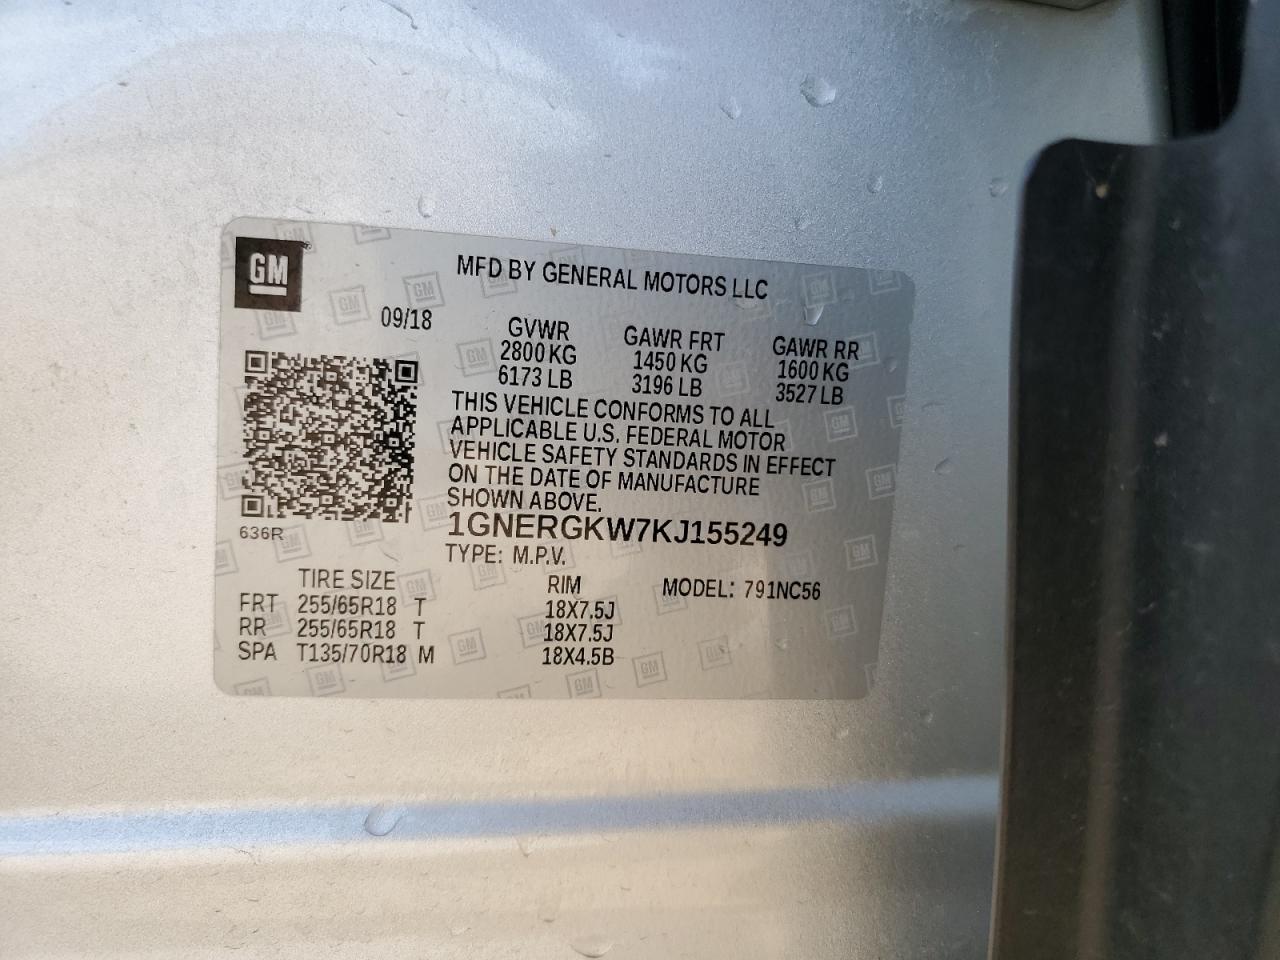 GM
MFD BY GENERAL MOTORS LLC
09/18
GVWR GAWR FRT GAWR RR
2800 KG 1450 KG 1600 KG
6173 LB 3196 LB 3527 LB
THIS VEHICLE CONFORMS TO ALL
APPLICABLE U.S. FEDERAL MOTOR
VEHICLE SAFETY STANDARDS IN EFFECT
ON THE DATE OF MANUFACTURE
SHOWN ABOVE.
636R
1GNERGKW7KJ155249
TYPE: M.P.V.
TIRE SIZE RIM MODEL: 791NC56
FRT 255/65R18 T 18X7.5J
RR 255/65R18 T 18X7.5J
SPA T135/70R18 M 18X4.5B